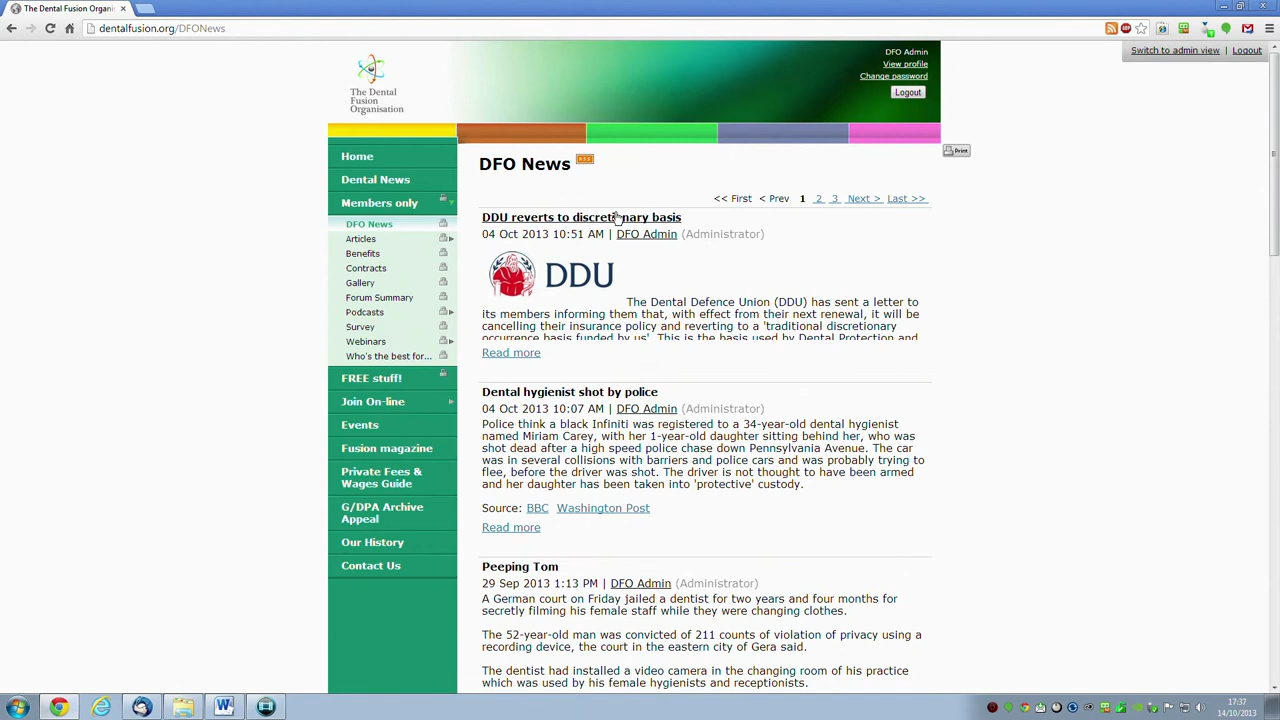 The Dental Fusion Organi
dentalfusion.org/DFONews
Switch to admin view | Logout
DFO Admin
View profile
Change password
Logout
The Dental
Fusion
Organisation
Print
Home
Dental News
Members only
DFO News
Articles
Benefits
Contracts
Gallery
Forum Summary
Podcasts
Survey
Webinars
Who's the best for...
FREE stuff!
Join On-line
Events
Fusion magazine
Private Fees &
Wages Guide
G/DPA Archive
Appeal
Our History
Contact Us
DFO News RSS
<< First < Prev 1 2 3 Next > Last >>
DDU reverts to discretionary basis
04 Oct 2013 10:51 AM | DFO Admin (Administrator)
DDU
The Dental Defence Union (DDU) has sent a letter to
its members informing them that, with effect from their next renewal, it will be
cancelling their insurance policy and reverting to a 'traditional discretionary
occurrence basis funded by us'. This is the basis used by Dental Protection and
Read more
Dental hygienist shot by police
04 Oct 2013 10:07 AM | DFO Admin (Administrator)
Police think a black Infiniti was registered to a 34-year-old dental hygienist
named Miriam Carey, with her 1-year-old daughter sitting behind her, who was
shot dead after a high speed police chase down Pennsylvania Avenue. The car
was in several collisions with barriers and police cars and was probably trying to
flee, before the driver was shot. The driver is not thought to have been armed
and her daughter has been taken into 'protective' custody.
Source: BBC Washington Post
Read more
Peeping Tom
29 Sep 2013 1:13 PM | DFO Admin (Administrator)
A German court on Friday jailed a dentist for two years and four months for
secretly filming his female staff while they were changing clothes.
The 52-year-old man was convicted of 211 counts of violation of privacy using a
recording device, the court in the eastern city of Gera said.
The dentist had installed a video camera in the changing room of his practice
which was used by his female hygienists and receptionists.
17:37
14/10/2013